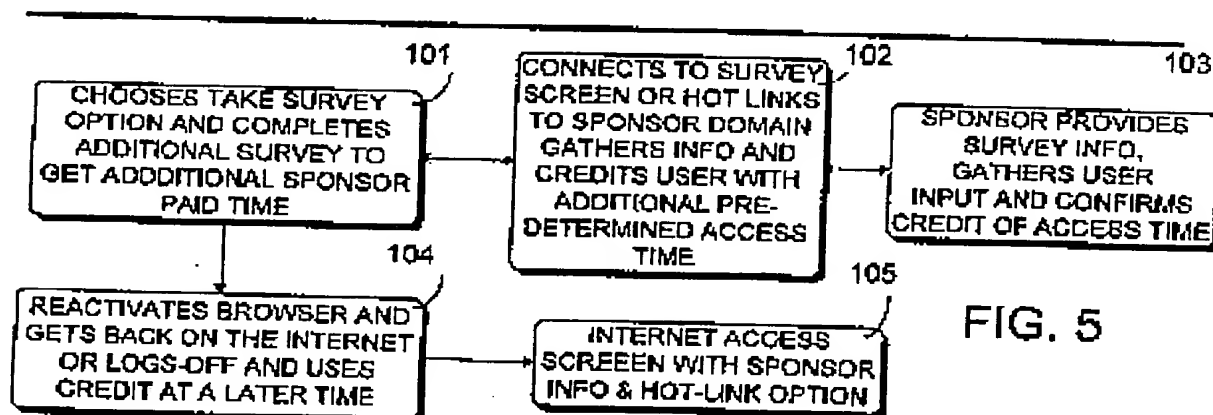 101
CHOOSES TAKE SURVEY
OPTION AND COMPLETES
ADDITIONAL SURVEY TO
GET ADDDITIONAL SPONSOR
PAID TIME
102
CONNECTS TO SURVEY
SCREEN OR HOT LINKS
TO SPONSOR DOMAIN
GATHERS INFO AND
CREDITS USER WITH
ADDITIONAL PRE-
DETERMINED ACCESS
TIME
103
SPONSOR PROVIDES
SURVEY INFO,
GATHERS USER
INPUT AND CONFIRMS
CREDIT OF ACCESS TIME
104
REACTIVATES BROWSER AND
GETS BACK ON THE INTERNET
OR LOGS-OFF AND USES
CREDIT AT A LATER TIME
105
INTERNET ACCESS
SCREEEN WITH SPONSOR
INFO & HOT-LINK OPTION
FIG. 5